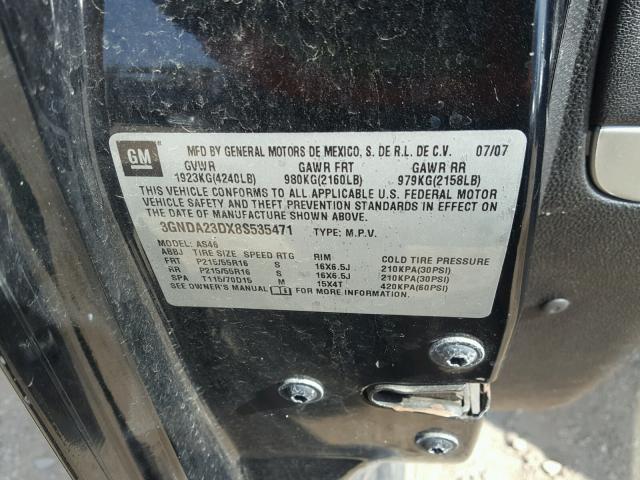 GM MFD BY GENERAL MOTORS DE MEXICO, S. DE R.L. DE C.V. 07/07
GVWR GAWR FRT GAWR RR
1923KG(4240LB) 980KG(2160LB) 979KG(2158LB)
THIS VEHICLE CONFORMS TO ALL APPLICABLE U.S. FEDERAL MOTOR
VEHICLE SAFETY AND THEFT PREVENTION STANDARDS IN EFFECT ON
THE DATE OF MANUFACTURE SHOWN ABOVE.
3GNDA23DX8S535471 TYPE: M.P.V.
MODEL: AS46
ABBJ TIRE SIZE SPEED RTG RIM COLD TIRE PRESSURE
FRT P215/55R16 S 16X6.5J 210KPA(30PSI)
RR P215/55R16 S 16X6.5J 210KPA(30PSI)
SPA T115/70D15 M 15X4T 420KPA(60PSI)
SEE OWNER'S MANUAL FOR MORE INFORMATION.